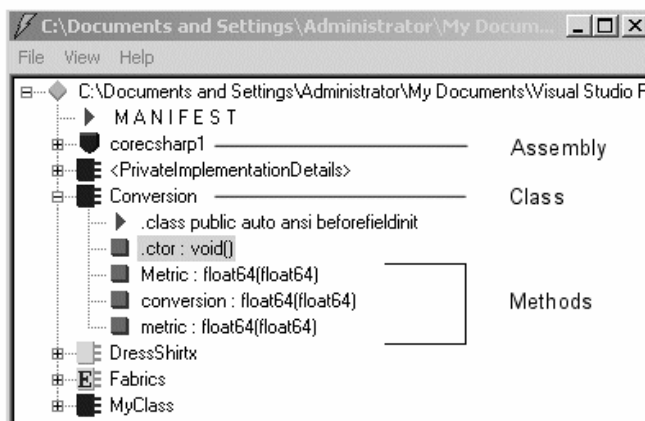 C:\Documents and Settings\Administrator\My Docum...
File View Help
C:\Documents and Settings\Administrator\My Documents\Visual Studio F
M A N I F E S T
corecsharp1 Assembly
<PrivateImplementationDetails>
Conversion Class
.class public auto ansi beforefieldinit
.ctor : void()
Metric : float64(float64)
conversion : float64(float64) Methods
metric : float64(float64)
DressShirtx
E Fabrics
MyClass